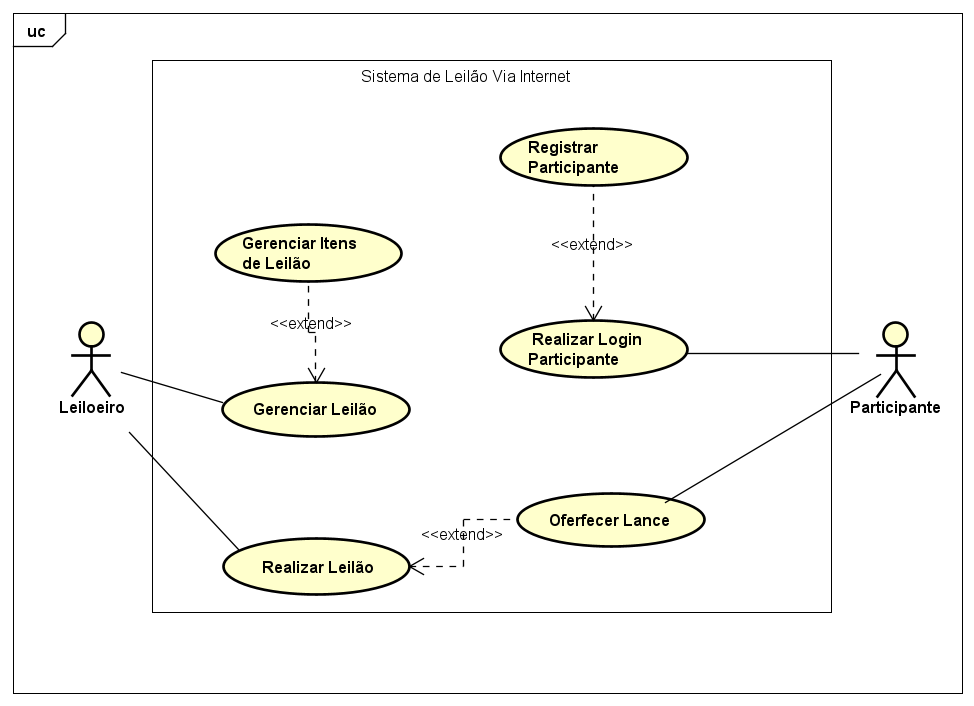 uc
Sistema de Leilão Via Internet
Registrar
Participante
Gerenciar Itens
de Leilão
<<extend>>
<<extend>>
Realizar Login
Participante
Leiloeiro
Gerenciar Leilão
Participante
Oferfecer Lance
<<extend>>
Realizar Leilão